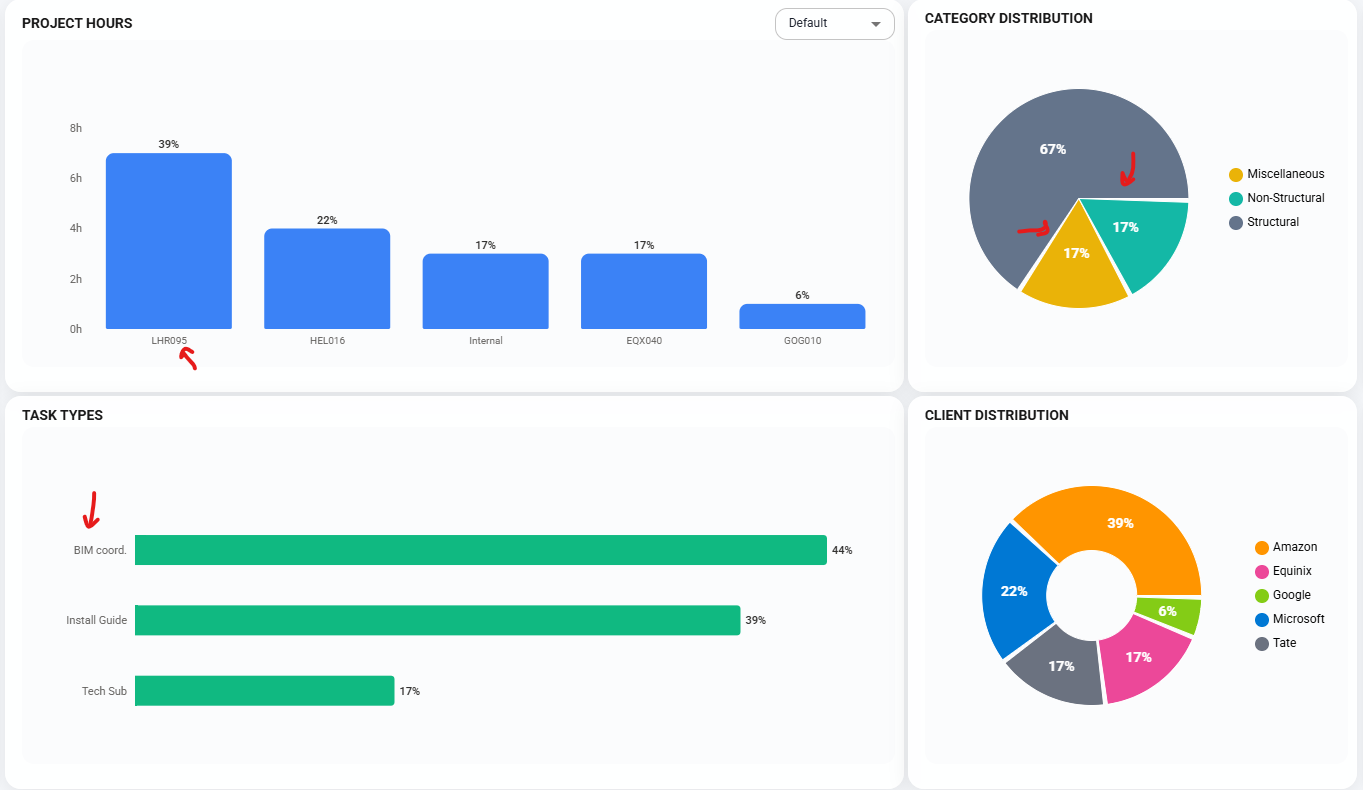 PROJECT HOURS
Default
8h
6h
4h
2h
0h
39%
22%
17%
17%
6%
LHR095
HEL016
Internal
EQX040
GOG010
CATEGORY DISTRIBUTION
67%
17%
17%
Miscellaneous
Non-Structural
Structural
TASK TYPES
BIM coord.
44%
Install Guide
39%
Tech Sub
17%
CLIENT DISTRIBUTION
39%
22%
6%
17%
17%
Amazon
Equinix
Google
Microsoft
Tate